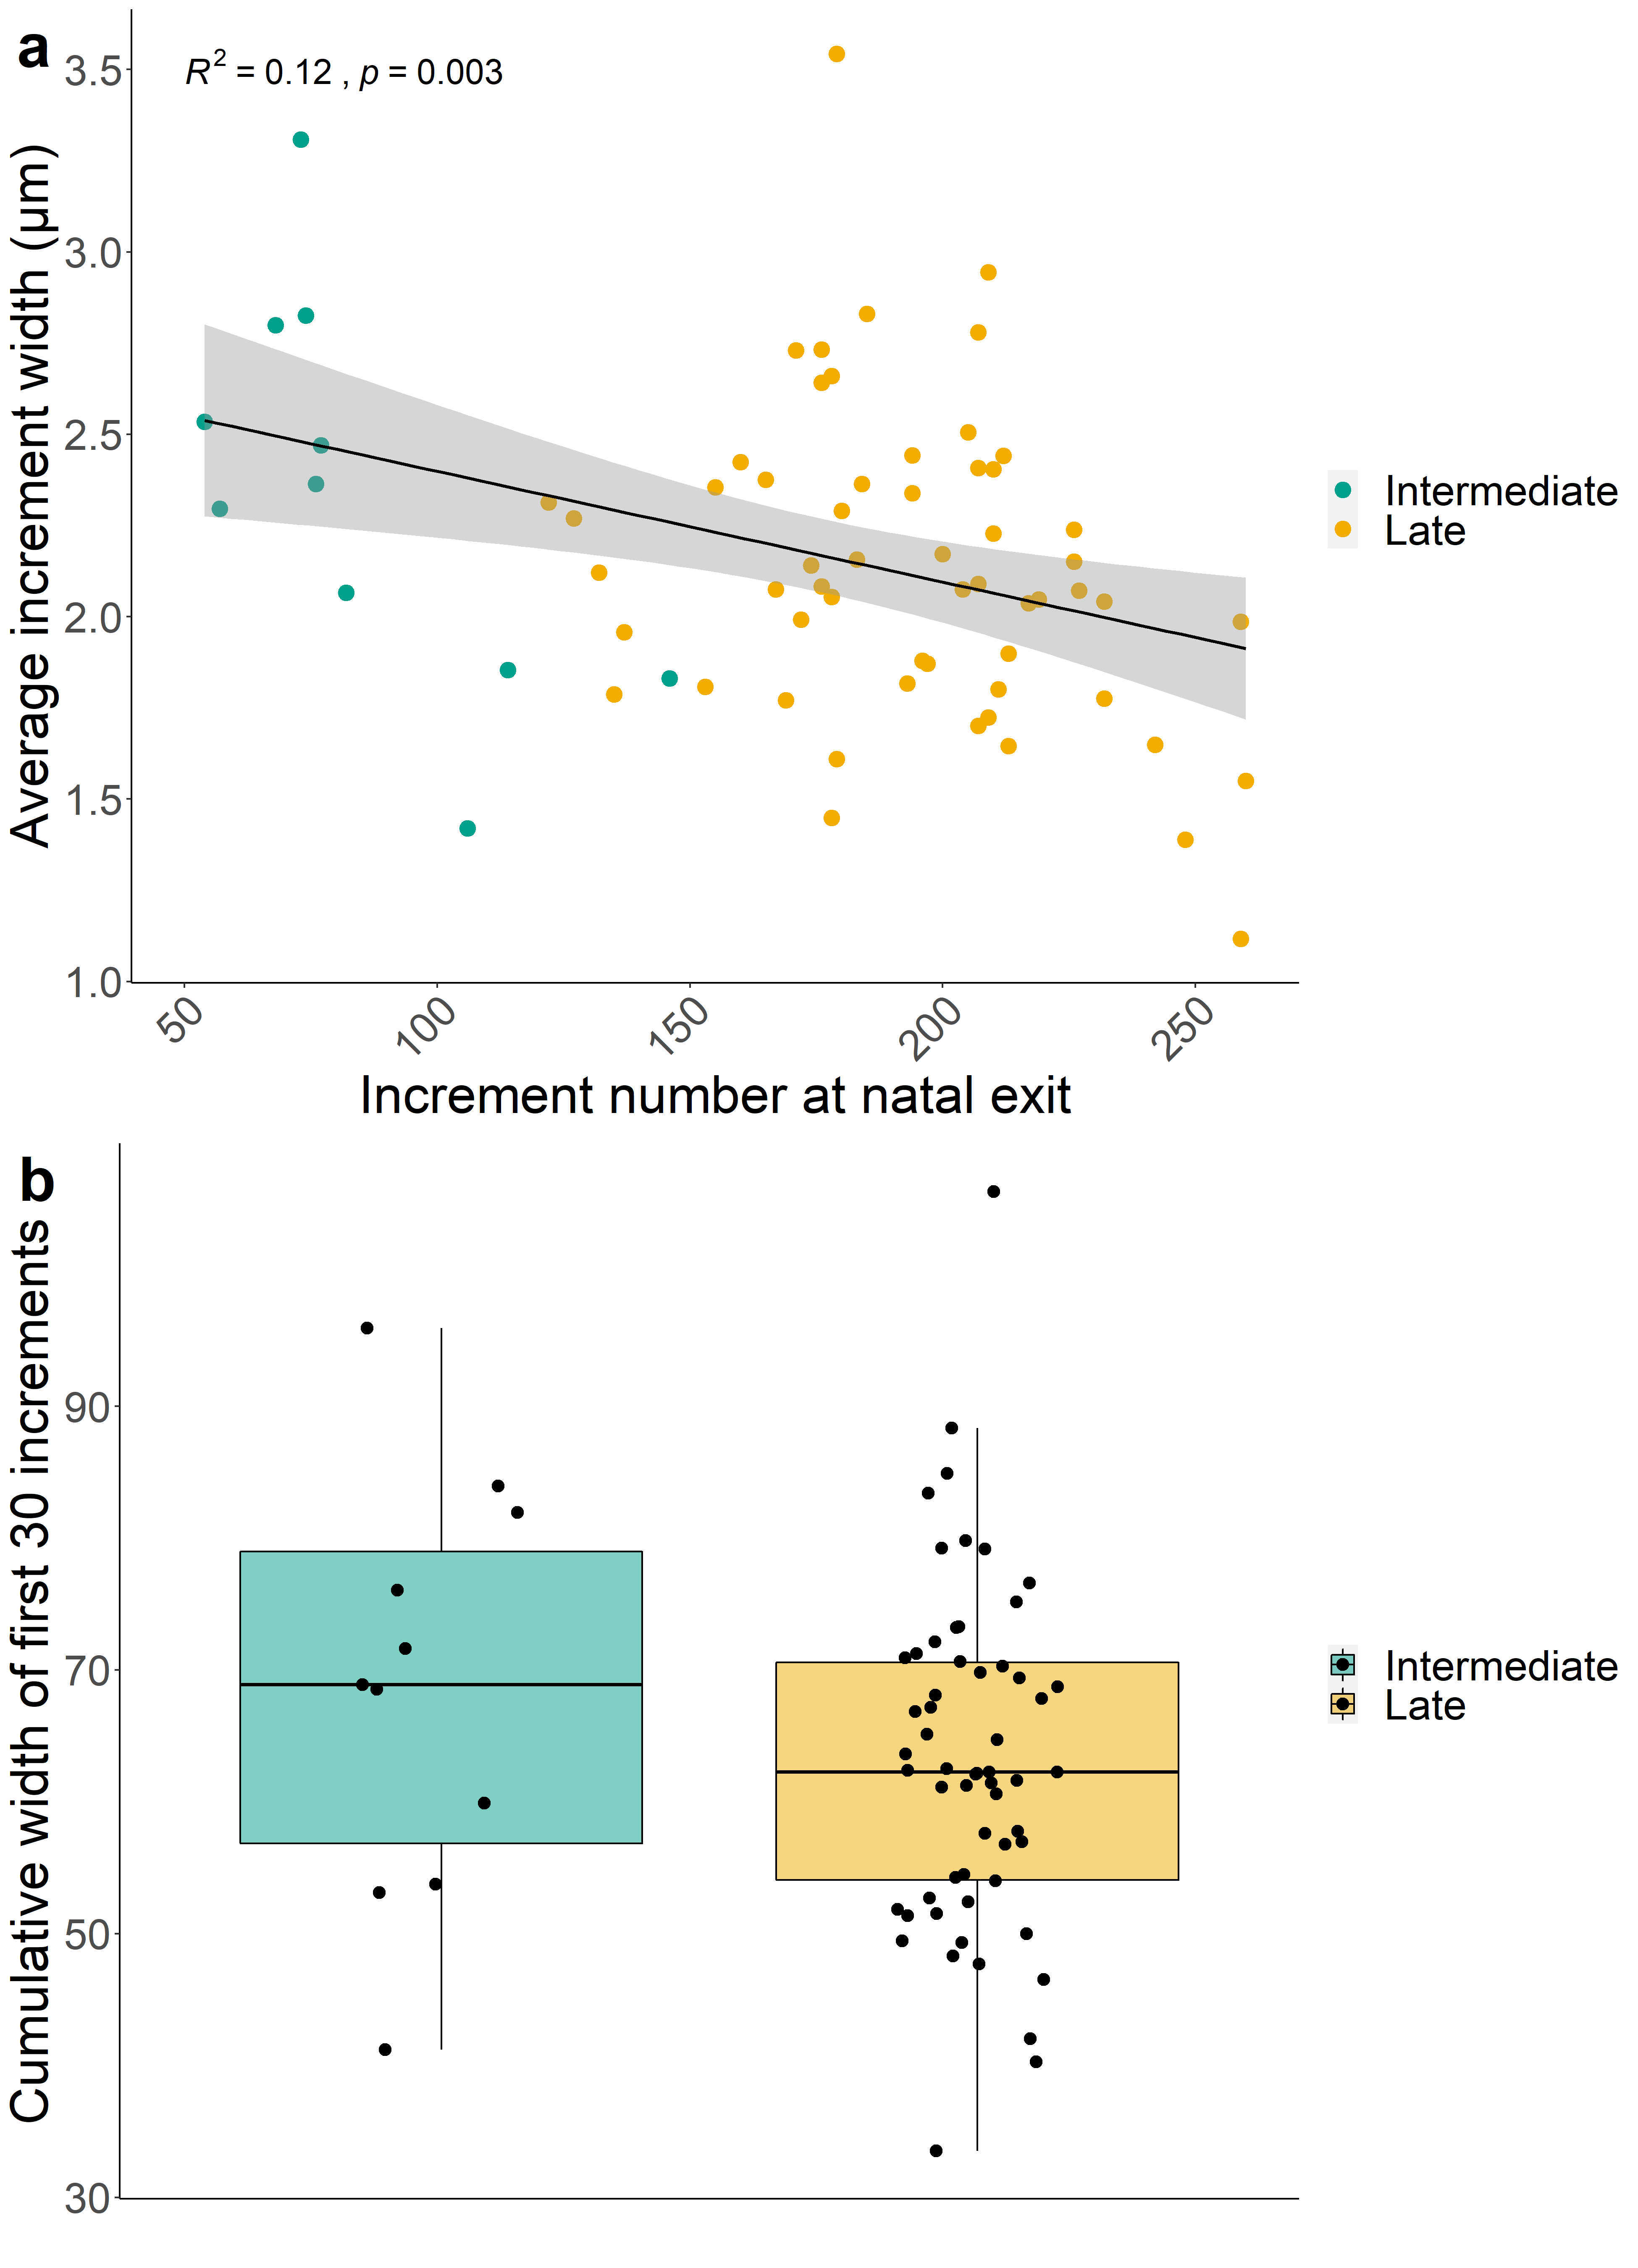 a
R² = 0.12 , p = 0.003
Average increment width (µm)
3.5
3.0
2.5
2.0
1.5
1.0
50
100
150
200
250
Increment number at natal exit
Intermediate
Late
b
Cumulative width of first 30 increments
90
70
50
30
Intermediate
Late